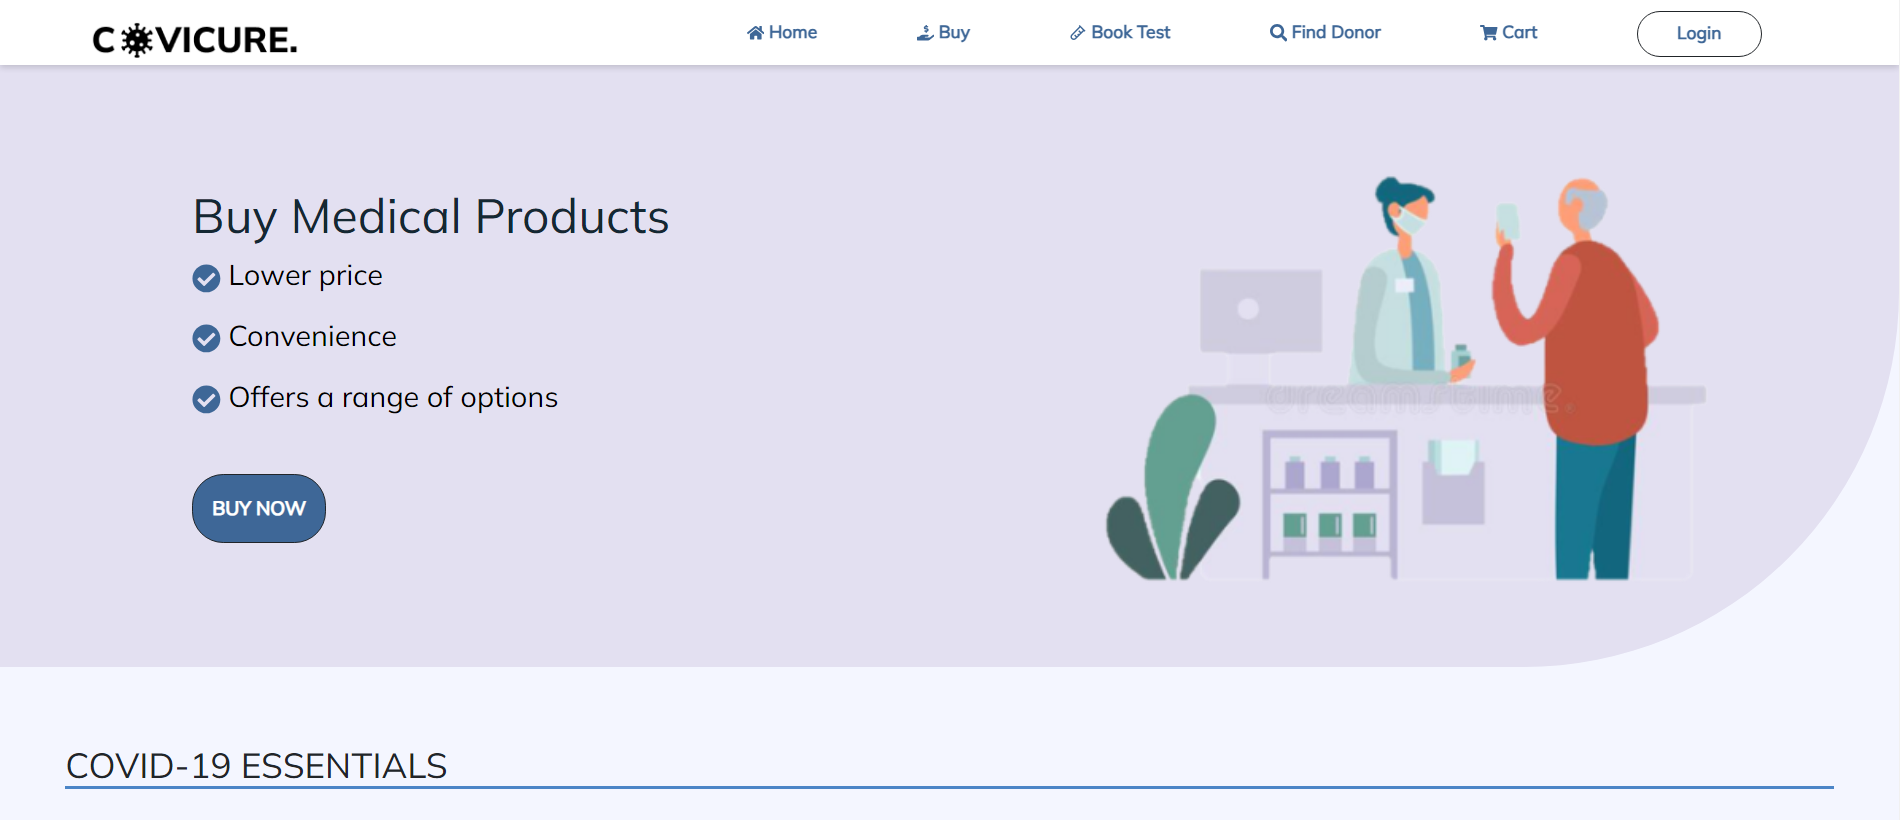 COVICURE.
Home
Buy
Book Test
Find Donor
Cart
Login
Buy Medical Products
Lower price
Convenience
Offers a range of options
dreamstime.
BUY NOW
COVID-19 ESSENTIALS